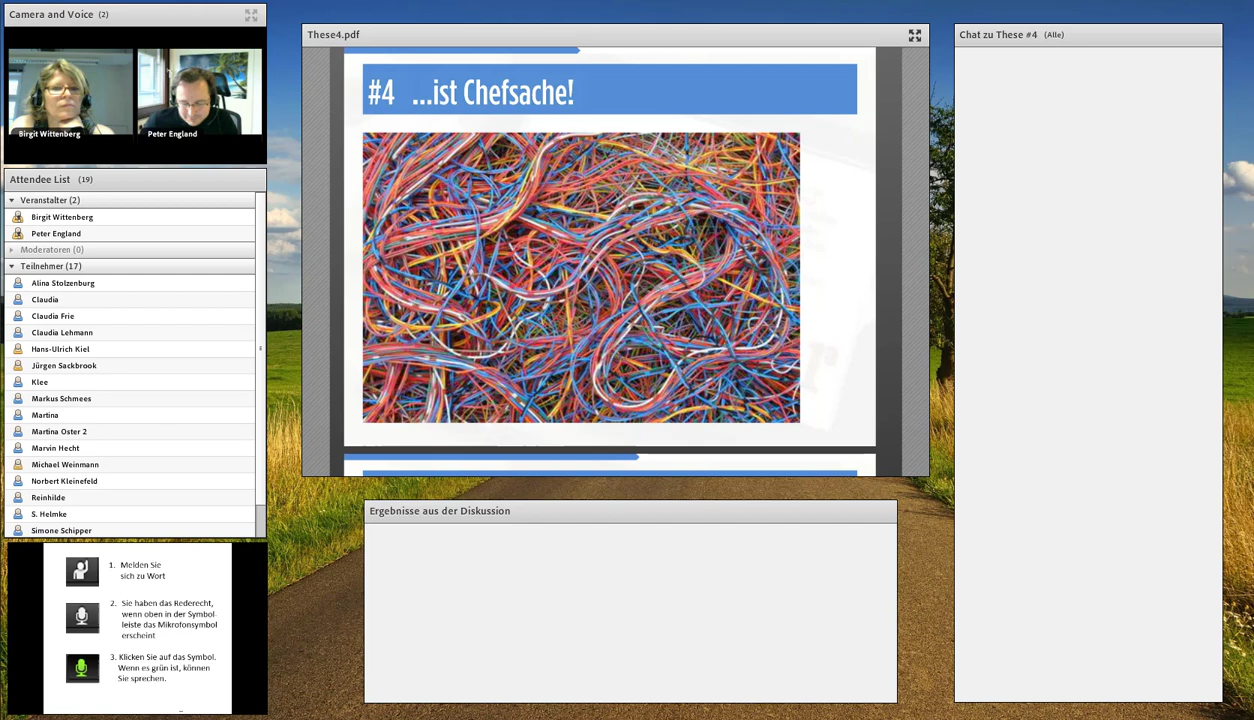 Camera and Voice (2)
Birgit Wittenberg
Peter England
Attendee List (19)
Veranstalter (2)
Birgit Wittenberg
Peter England
Moderatoren (0)
Teilnehmer (17)
Alina Stolzenburg
Claudia
Claudia Frie
Claudia Lehmann
Hans-Ulrich Kiel
Jürgen Sackbrook
Klee
Markus Schmees
Martina
Martina Oster 2
Marvin Hecht
Michael Weinmann
Norbert Kleinefeld
Reinhilde
S. Helmke
Simone Schipper
1. Melden Sie
sich zu Wort
2. Sie haben das Rederecht,
wenn oben in der Symbol-
leiste das Mikrofonsymbol
erscheint
3. Klicken Sie auf das Symbol.
Wenn es grün ist, können
Sie sprechen.
These4.pdf
#4 ...ist Chefsache!
Ergebnisse aus der Diskussion
Chat zu These #4 (Alle)